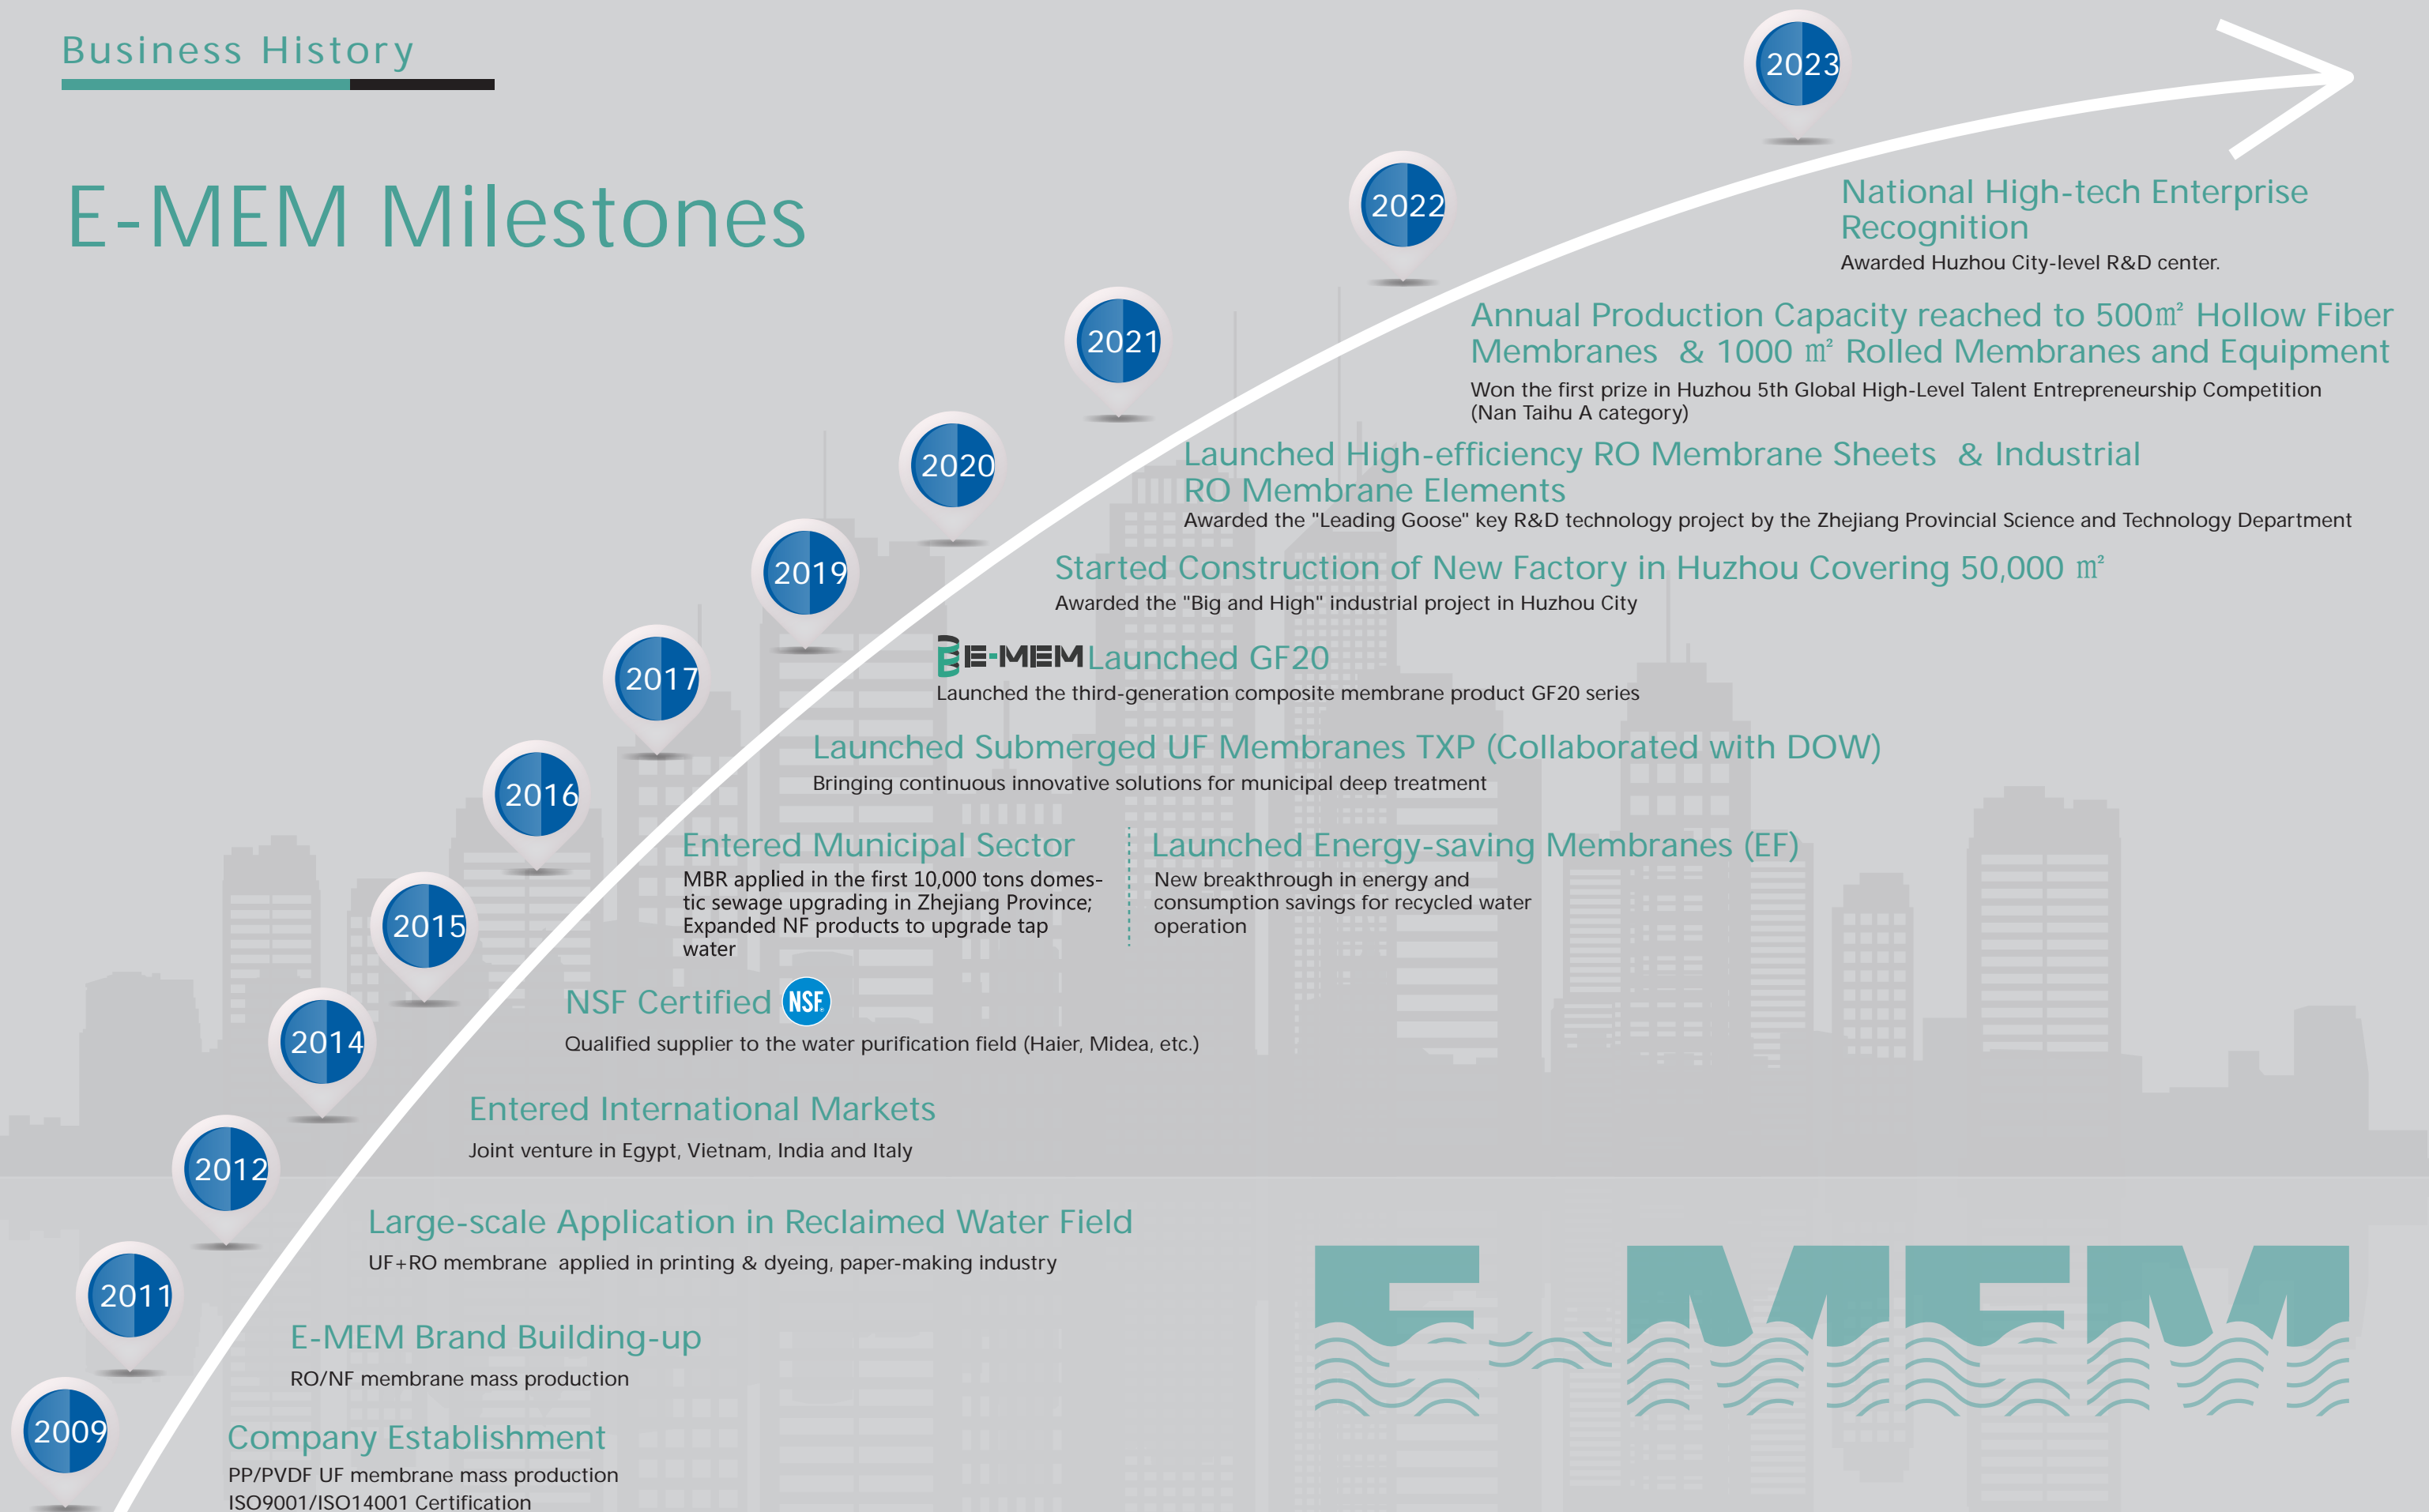 Business History
E-MEM Milestones
2023
National High-tech Enterprise
Recognition
Awarded Huzhou City-level R&D center.
2022
Annual Production Capacity reached to 500㎡ Hollow Fiber
Membranes & 1000 ㎡ Rolled Membranes and Equipment
Won the first prize in Huzhou 5th Global High-Level Talent Entrepreneurship Competition
(Nan Taihu A category)
2021
Launched High-efficiency RO Membrane Sheets & Industrial
RO Membrane Elements
Awarded the "Leading Goose" key R&D technology project by the Zhejiang Provincial Science and Technology Department
2020
Started Construction of New Factory in Huzhou Covering 50,000 ㎡
Awarded the "Big and High" industrial project in Huzhou City
2019
E-MEM Launched GF20
Launched the third-generation composite membrane product GF20 series
2017
Launched Submerged UF Membranes TXP (Collaborated with DOW)
Bringing continuous innovative solutions for municipal deep treatment
2016
Entered Municipal Sector
MBR applied in the first 10,000 tons domes-
tic sewage upgrading in Zhejiang Province;
Expanded NF products to upgrade tap
water
Launched Energy-saving Membranes (EF)
New breakthrough in energy and
consumption savings for recycled water
operation
2015
NSF Certified NSF
Qualified supplier to the water purification field (Haier, Midea, etc.)
2014
Entered International Markets
Joint venture in Egypt, Vietnam, India and Italy
2012
Large-scale Application in Reclaimed Water Field
UF+RO membrane applied in printing & dyeing, paper-making industry
2011
E-MEM Brand Building-up
RO/NF membrane mass production
2009
Company Establishment
PP/PVDF UF membrane mass production
ISO9001/ISO14001 Certification
E-MEM